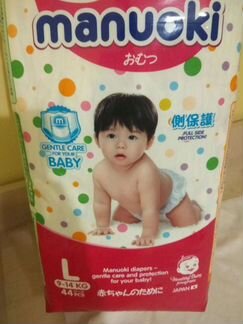 manuoki
おむつ
GENTLE CARE
FOR YOUR
BABY
側保護
FULL SIDE
PROTECTION!
L
9-14 KG
44 PCS
Manuoki diapers -
gentle care and protection
for your baby!
赤ちゃんのために
JAPAN